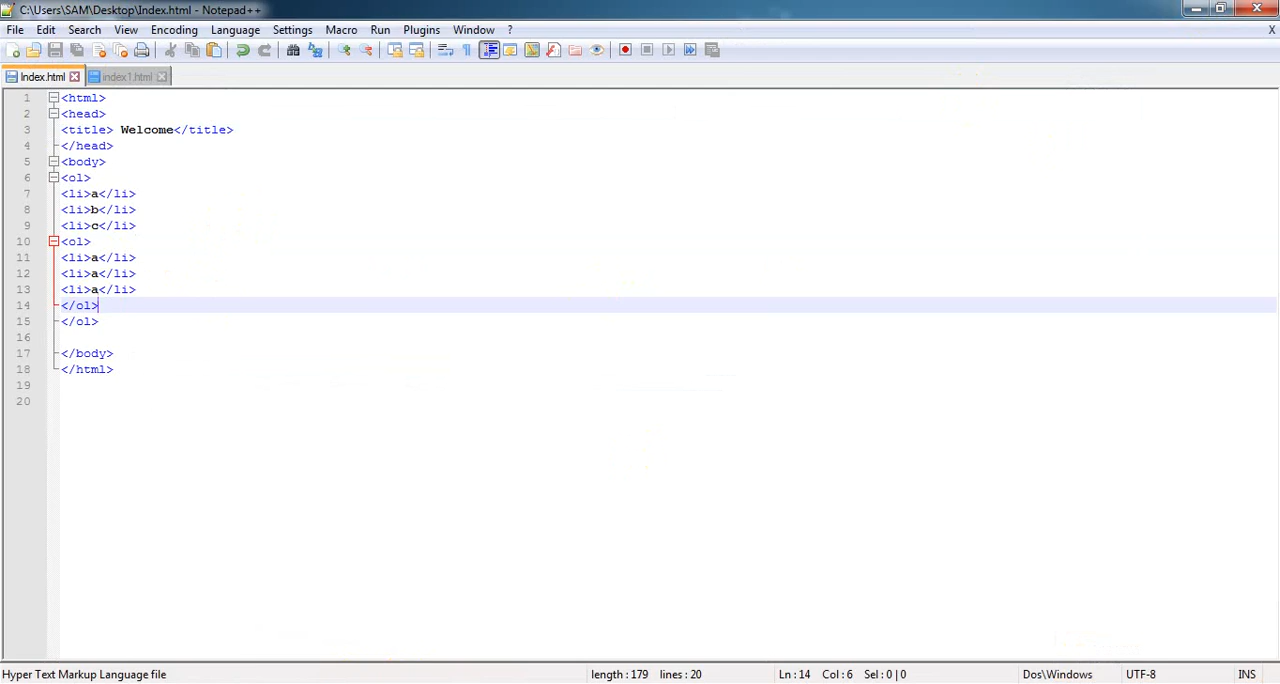 C:\Users\SAM\Desktop\Index.html - Notepad++
File Edit Search View Encoding Language Settings Macro Run Plugins Window ? X
Index.html index1.html
1 <html>
2 <head>
3 <title> Welcome</title>
4 </head>
5 <body>
6 <ol>
7 <li>a</li>
8 <li>b</li>
9 <li>c</li>
10 <ol>
11 <li>a</li>
12 <li>a</li>
13 <li>a</li>
14 </ol>
15 </ol>
16
17 </body>
18 </html>
19
20
Hyper Text Markup Language file length : 179 lines : 20 Ln : 14 Col : 6 Sel : 0 | 0 Dos\Windows UTF-8 INS